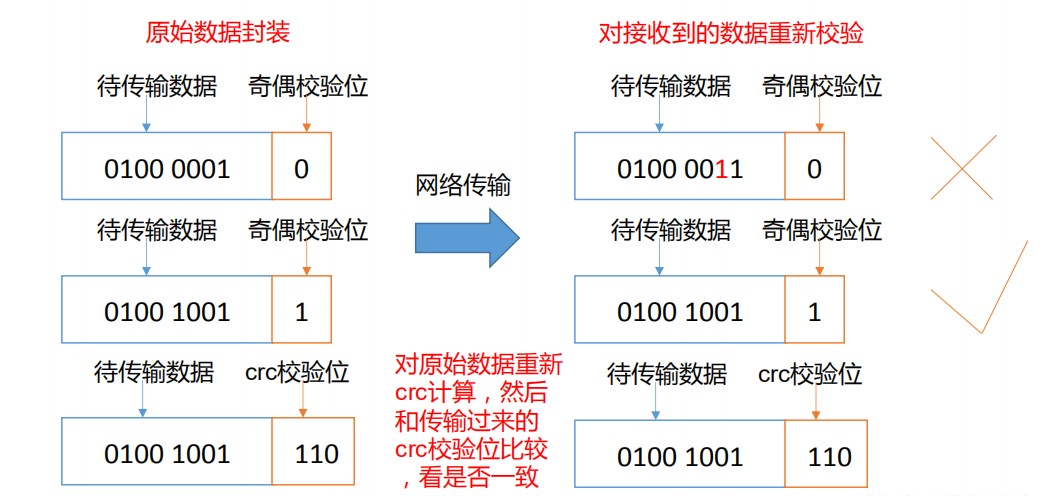 原始数据封装
对接收到的数据重新校验
待传输数据 奇偶校验位
待传输数据 奇偶校验位
0100 0001 0
0100 0011 0
网络传输
待传输数据 奇偶校验位
待传输数据 奇偶校验位
0100 1001 1
0100 1001 1
待传输数据 crc校验位
对原始数据重新
crc计算，然后
和传输过来的
crc校验位比较
，看是否一致
待传输数据 crc校验位
0100 1001 110
0100 1001 110